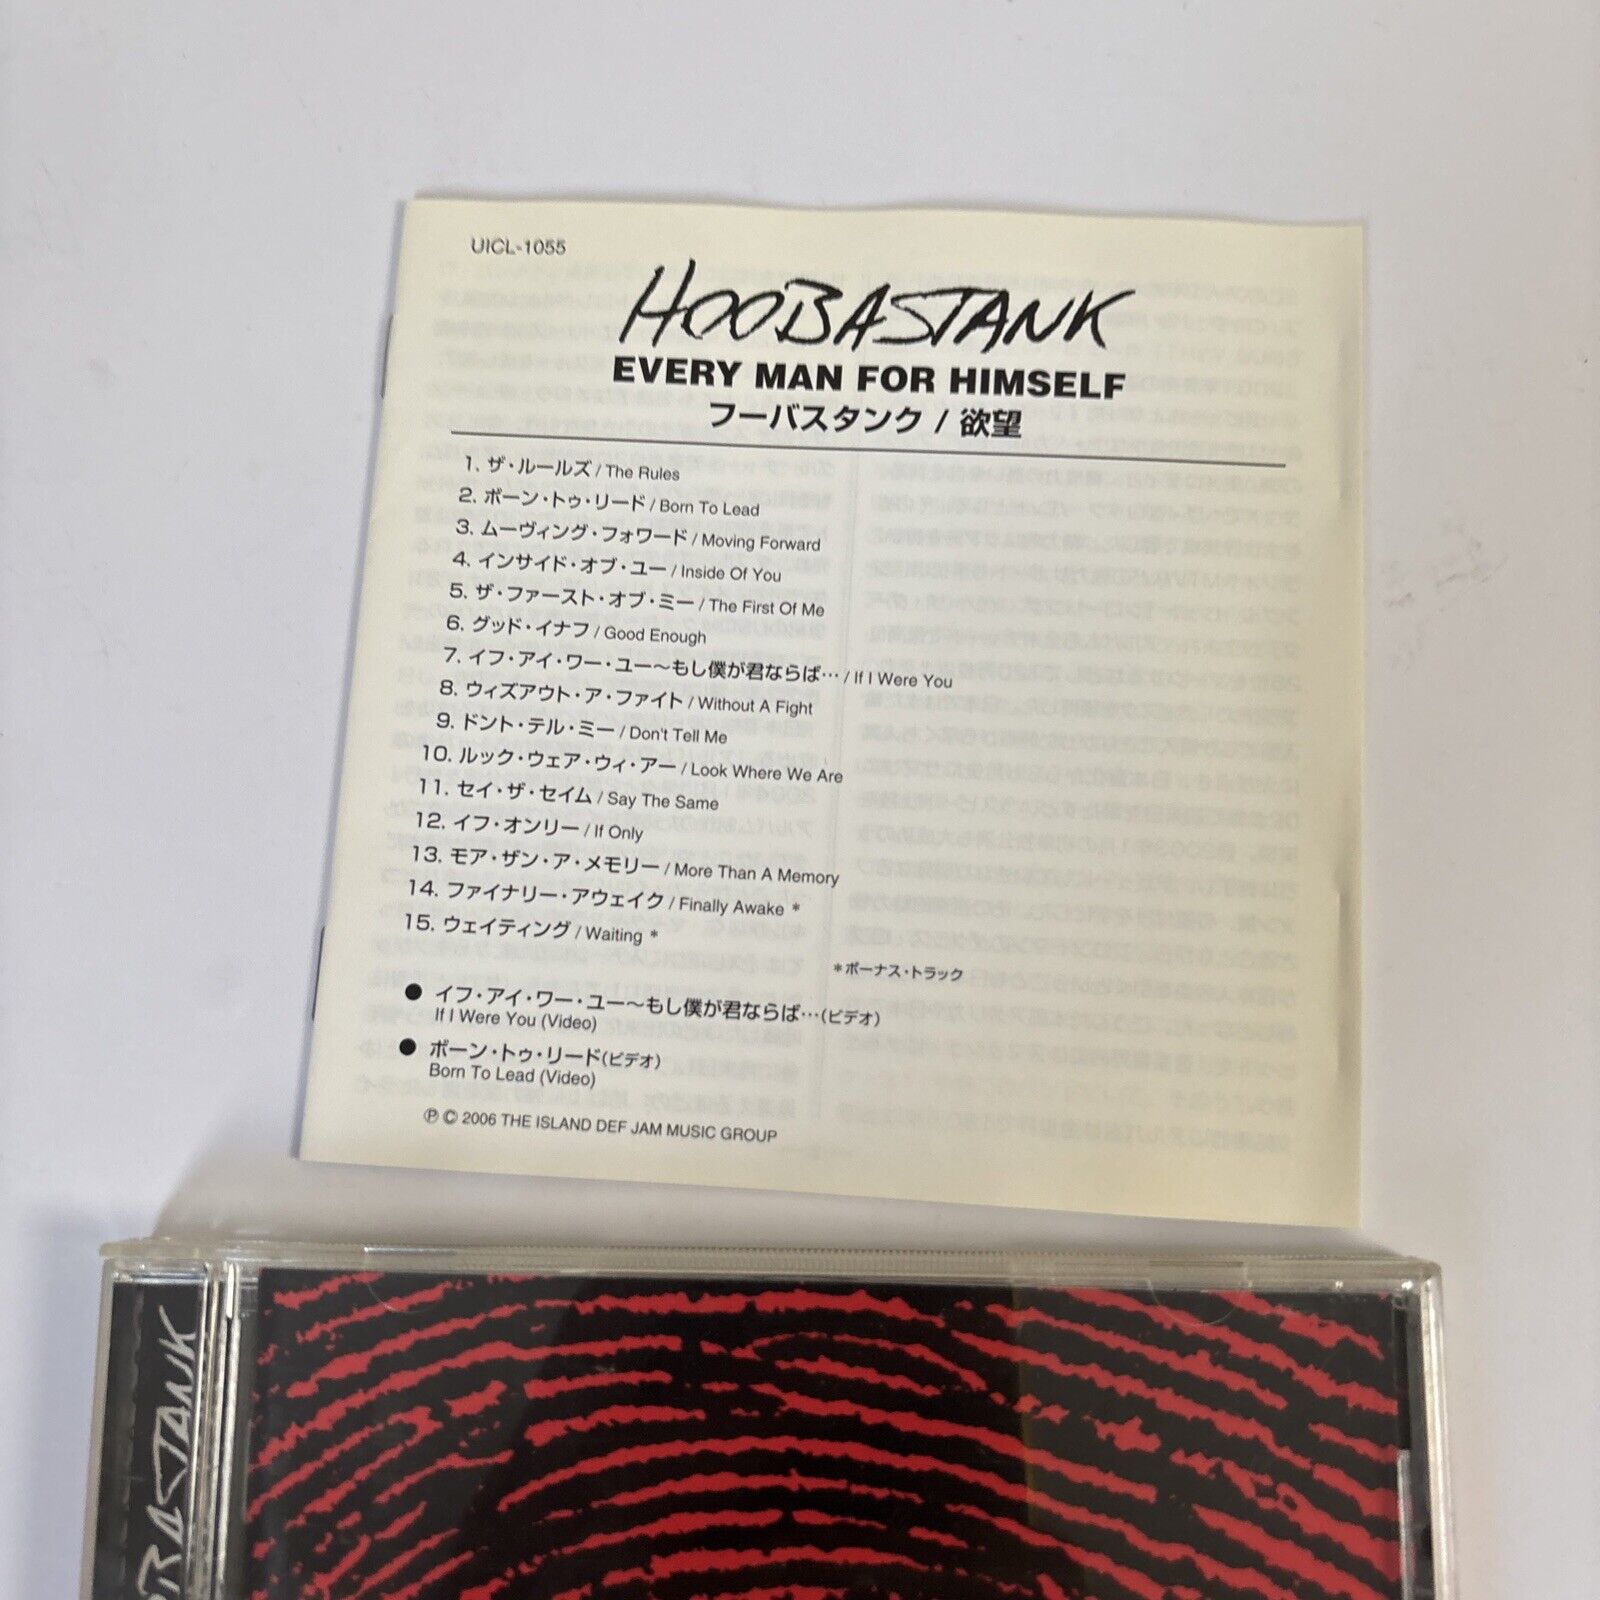 UICL-1055
HOOBASTANK
EVERY MAN FOR HIMSELF
フーバスタンク / 欲望
1. ザ・ルールズ / The Rules
2. ボーン・トゥ・リード / Born To Lead
3. ムーヴィング・フォワード / Moving Forward
4. インサイド・オブ・ユー / Inside Of You
5. ザ・ファースト・オブ・ミー / The First Of Me
6. グッド・イナフ / Good Enough
7. イフ・アイ・ワー・ユー〜もし僕が君ならば… / If I Were You
8. ウィズアウト・ア・ファイト / Without A Fight
9. ドント・テル・ミー / Don't Tell Me
10. ルック・ウェア・ウィ・アー / Look Where We Are
11. セイ・ザ・セイム / Say The Same
12. イフ・オンリー / If Only
13. モア・ザン・ア・メモリー / More Than A Memory
14. ファイナリー・アウェイク / Finally Awake *
15. ウェイティング / Waiting *
*ボーナス・トラック
● イフ・アイ・ワー・ユー〜もし僕が君ならば…(ビデオ)
If I Were You (Video)
● ボーン・トゥ・リード(ビデオ)
Born To Lead (Video)
℗ © 2006 THE ISLAND DEF JAM MUSIC GROUP